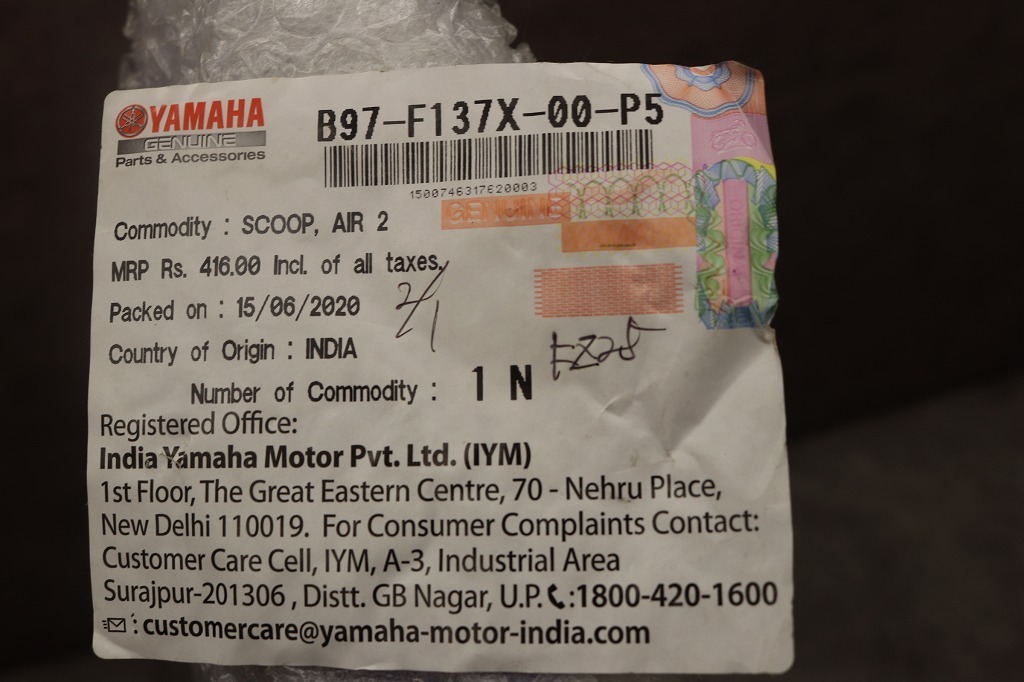 YAMAHA
GENUINE
Parts & Accessories
B97-F137X-00-P5
1500746317620003
GENUINE
Commodity : SCOOP, AIR 2
MRP Rs. 416.00 Incl. of all taxes.
Packed on : 15/06/2020
2/1
Country of Origin : INDIA
FZ25
Number of Commodity : 1 N
Registered Office:
India Yamaha Motor Pvt. Ltd. (IYM)
1st Floor, The Great Eastern Centre, 70 - Nehru Place,
New Delhi 110019. For Consumer Complaints Contact:
Customer Care Cell, IYM, A-3, Industrial Area
Surajpur-201306 , Distt. GB Nagar, U.P. :1800-420-1600
: customercare@yamaha-motor-india.com